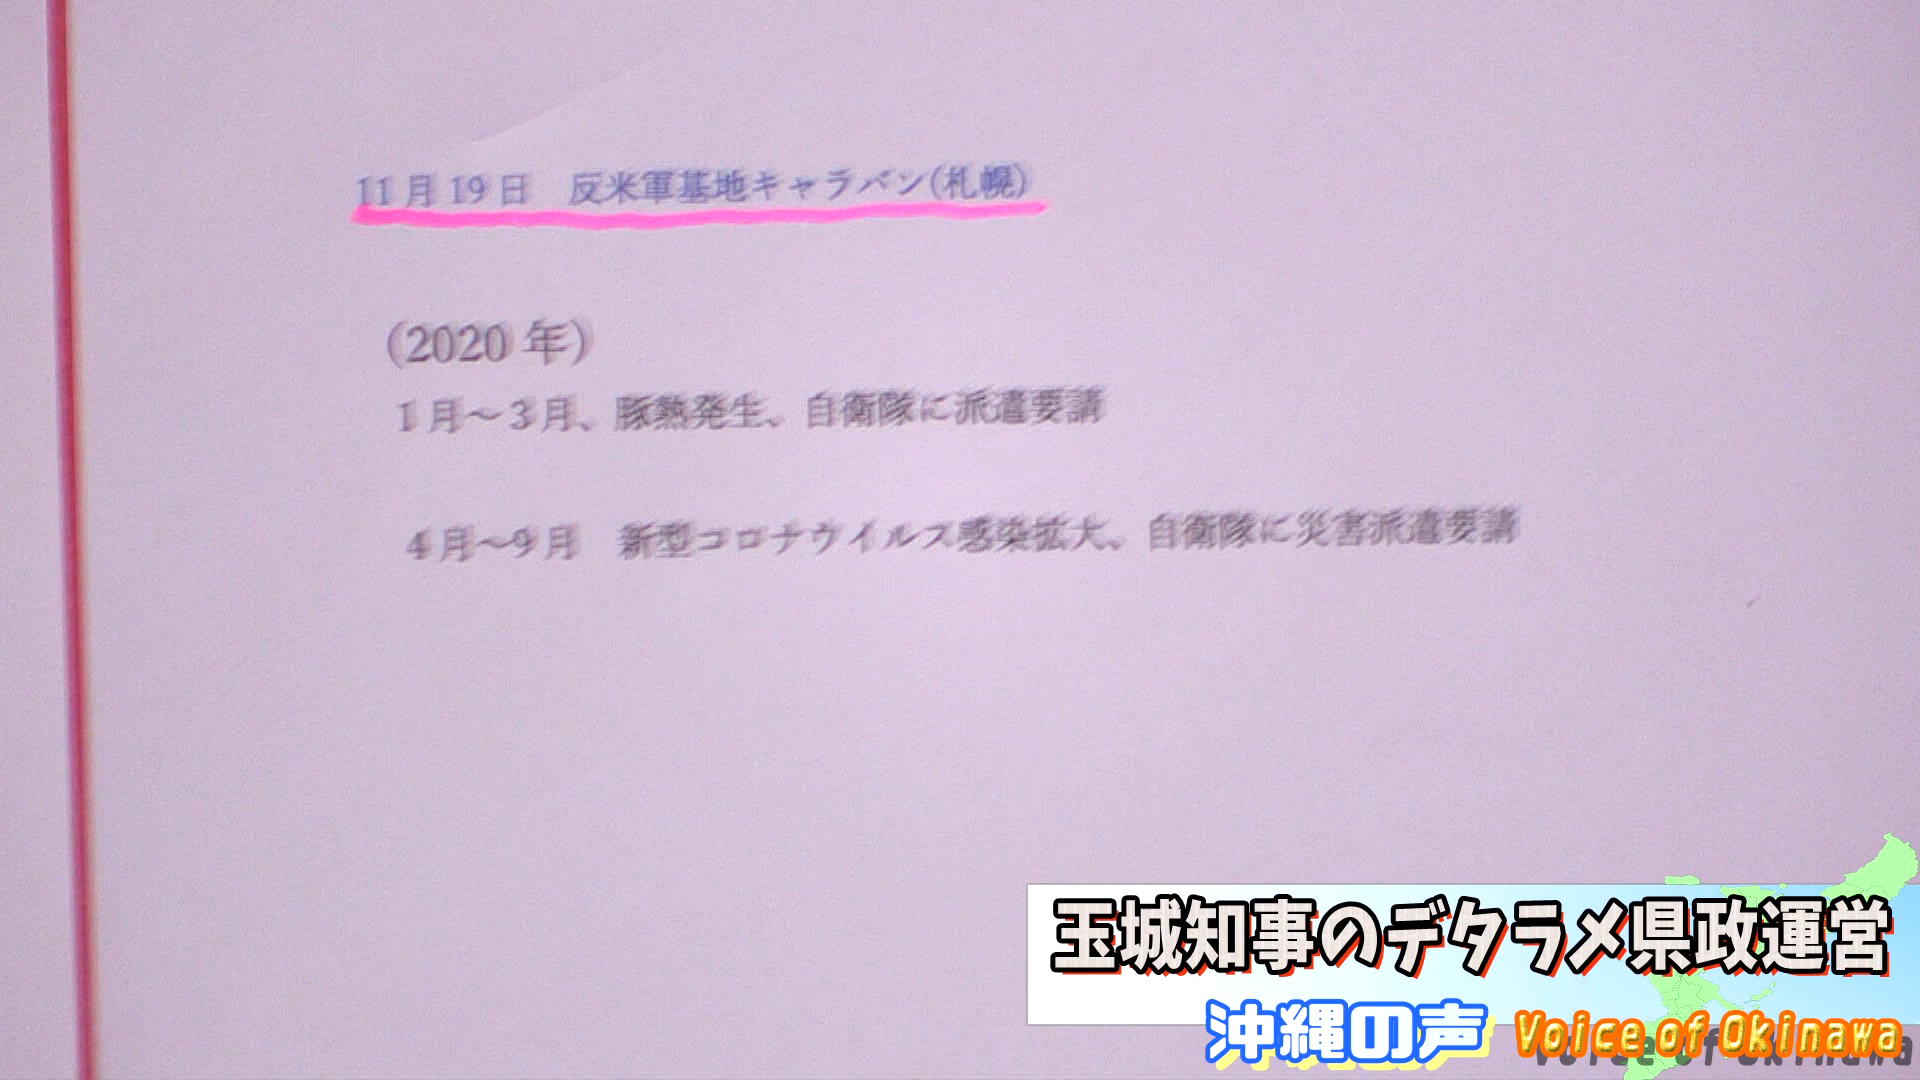 11月19日　反米軍基地キャラバン(札幌)
(2020年)
1月～3月、豚熱発生、自衛隊に派遣要請
4月～9月　新型コロナウイルス感染拡大、自衛隊に災害派遣要請
玉城知事のデタラメ県政運営
沖縄の声 Voice of Okinawa